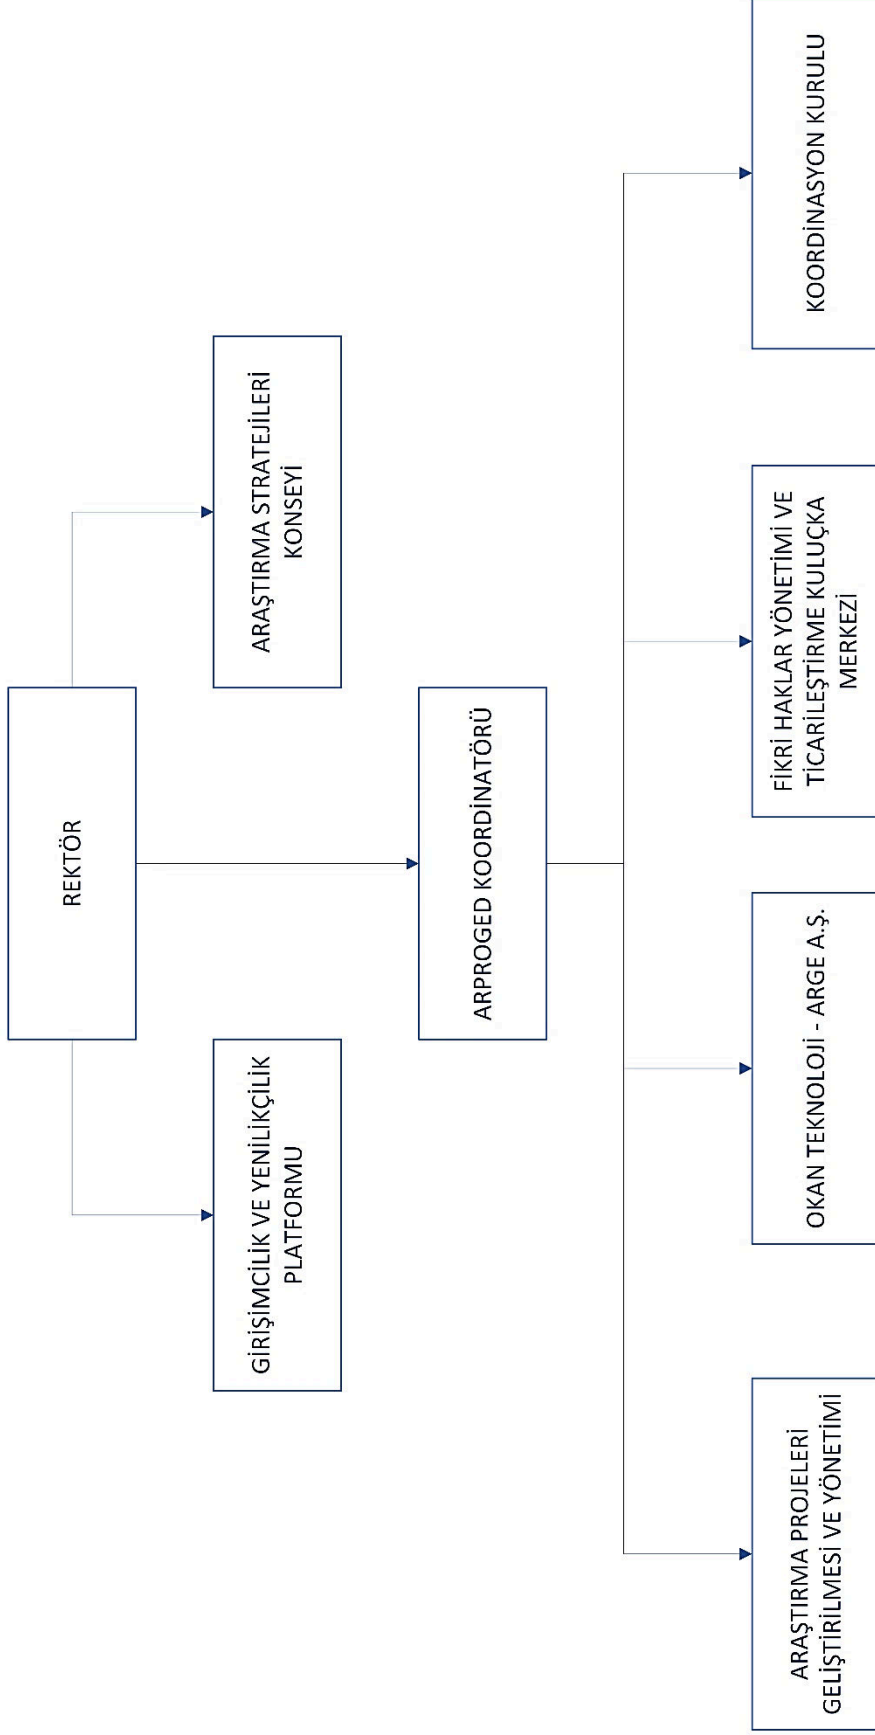 REKTÖR
GİRİŞİMCİLİK VE YENİLİKÇİLİK
PLATFORMU
ARAŞTIRMA STRATEJİLERİ
KONSEYİ
ARPROGED KOORDİNATÖRÜ
ARAŞTIRMA PROJELERİ
GELİŞTİRİLMESİ VE YÖNETİMİ
OKAN TEKNOLOJİ - ARGE A.Ş.
FİKRİ HAKLAR YÖNETİMİ VE
TİCARİLEŞTİRME KULUÇKA
MERKEZİ
KOORDİNASYON KURULU